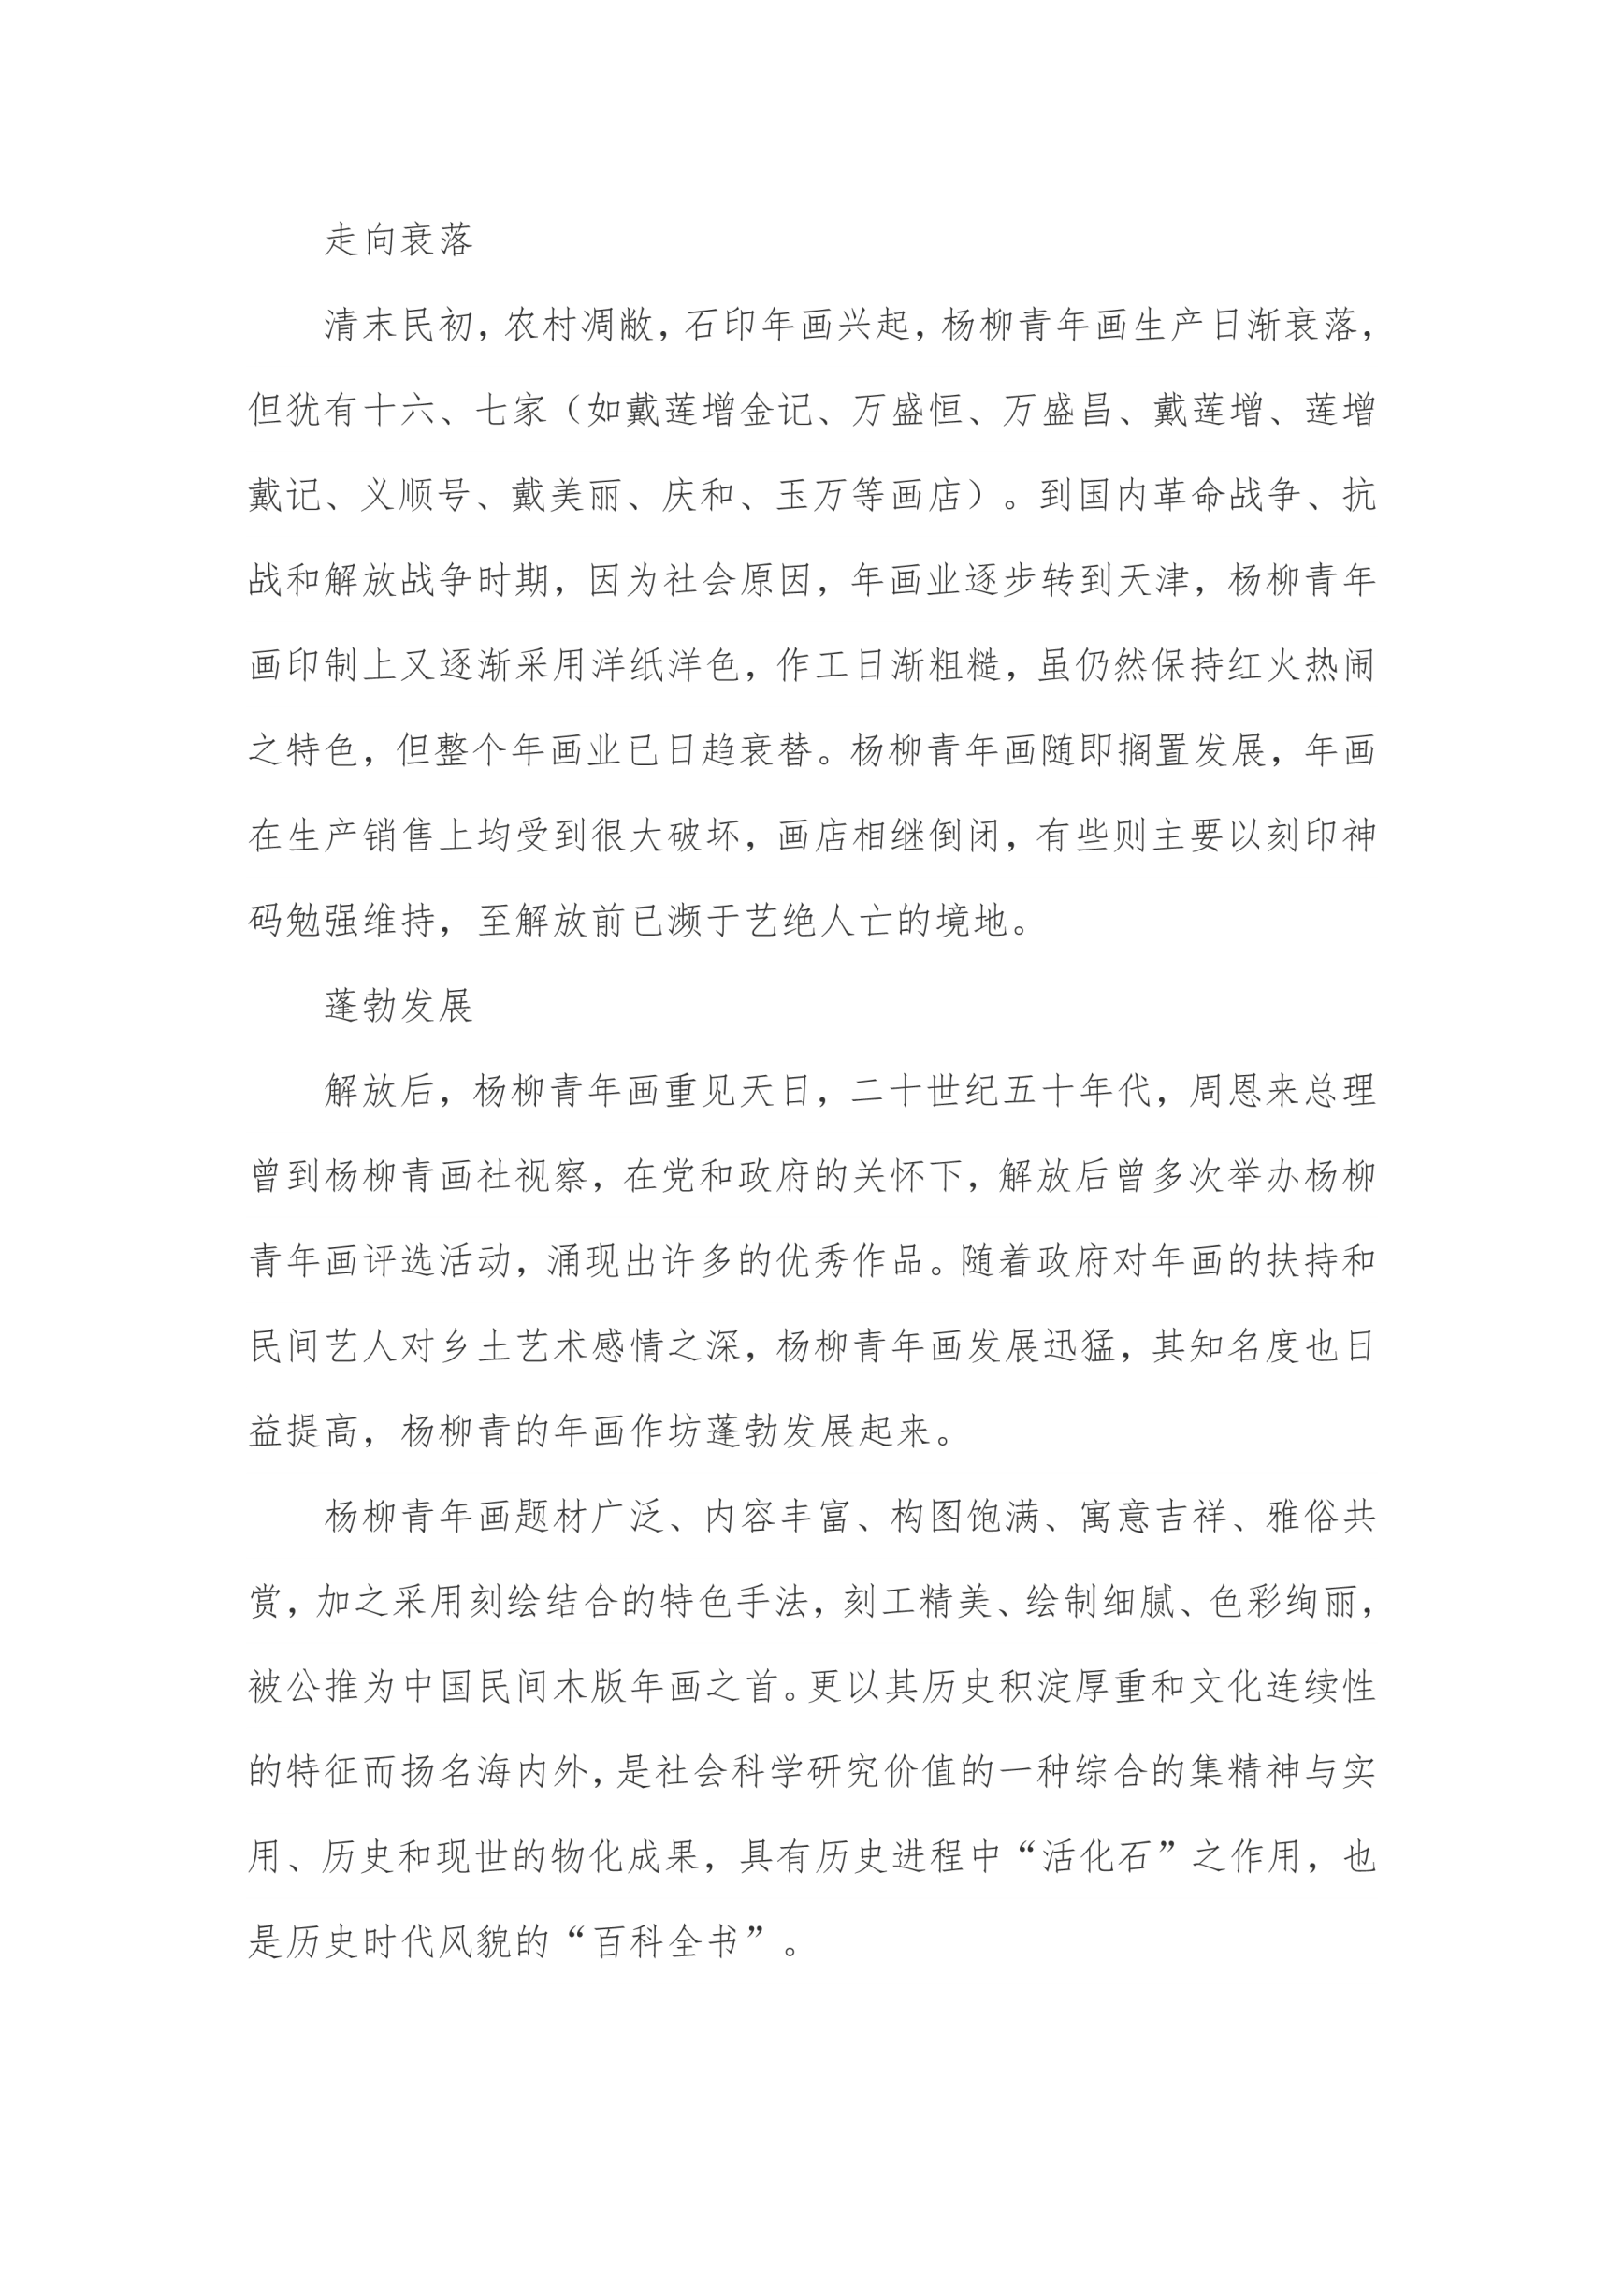 走向衰落
清末民初，农村凋敝，石印年画兴起，杨柳青年画生产日渐衰落，
但犹有十六、七家（如戴莲增金记、万盛恒、万盛昌、戴莲增、莲增
戴记、义顺号、戴美丽、庆和、玉万等画店）。到国内革命战争、抗
战和解放战争时期，因为社会原因，年画业逐步转到天津，杨柳青年
画印制上又逐渐采用洋纸洋色，作工日渐粗糙，虽仍然保持红火热闹
之特色，但整个年画业已日趋衰替。杨柳青年画随即搁置发展，年画
在生产销售上均受到很大破坏，画店相继倒闭，有些则主要以刻印神
码勉强维持，至解放前已濒于艺绝人亡的境地。
蓬勃发展
解放后，杨柳青年画重见天日，二十世纪五十年代，周恩来总理
曾到杨柳青画社视察，在党和政府的关怀下，解放后曾多次举办杨柳
青年画评选活动，涌现出许多的优秀作品。随着政府对年画的扶持和
民间艺人对乡土艺术感情之深，杨柳青年画发展迅猛，其知名度也日
益提高，杨柳青的年画作坊蓬勃发展起来。
杨柳青年画题材广泛、内容丰富、构图饱满、寓意吉祥、雅俗共
赏，加之采用刻绘结合的特色手法，刻工精美、绘制细腻、色彩绚丽，
被公推为中国民间木版年画之首。更以其历史积淀厚重和文化连续性
的特征而扬名海内外，是社会科学研究价值的一种综合的集精神与实
用、历史和现世的物化成果，具有历史进程中“活化石”之作用，也
是历史时代风貌的“百科全书”。